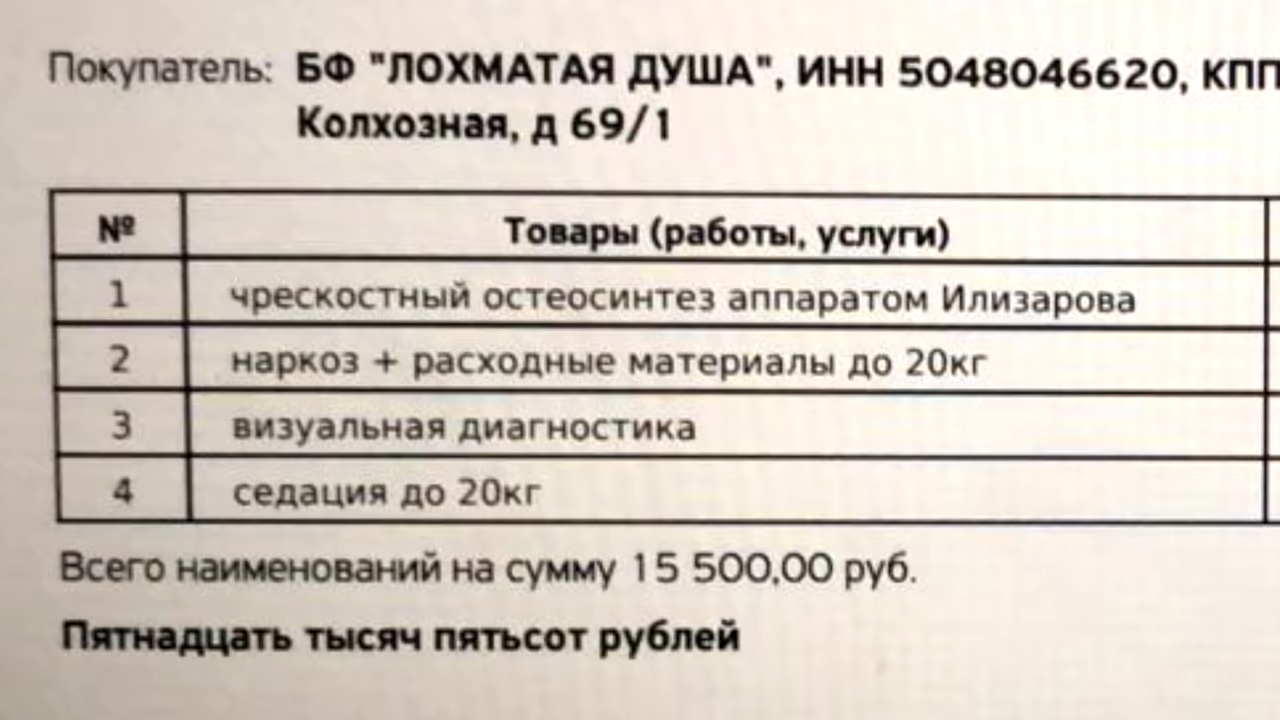 Покупатель: БФ "ЛОХМАТАЯ ДУША", ИНН 5048046620, КПП
Колхозная, д 69/1
№ Товары (работы, услуги)
1 чрескостный остеосинтез аппаратом Илизарова
2 наркоз + расходные материалы до 20кг
3 визуальная диагностика
4 седация до 20кг
Всего наименований на сумму 15 500,00 руб.
Пятнадцать тысяч пятьсот рублей